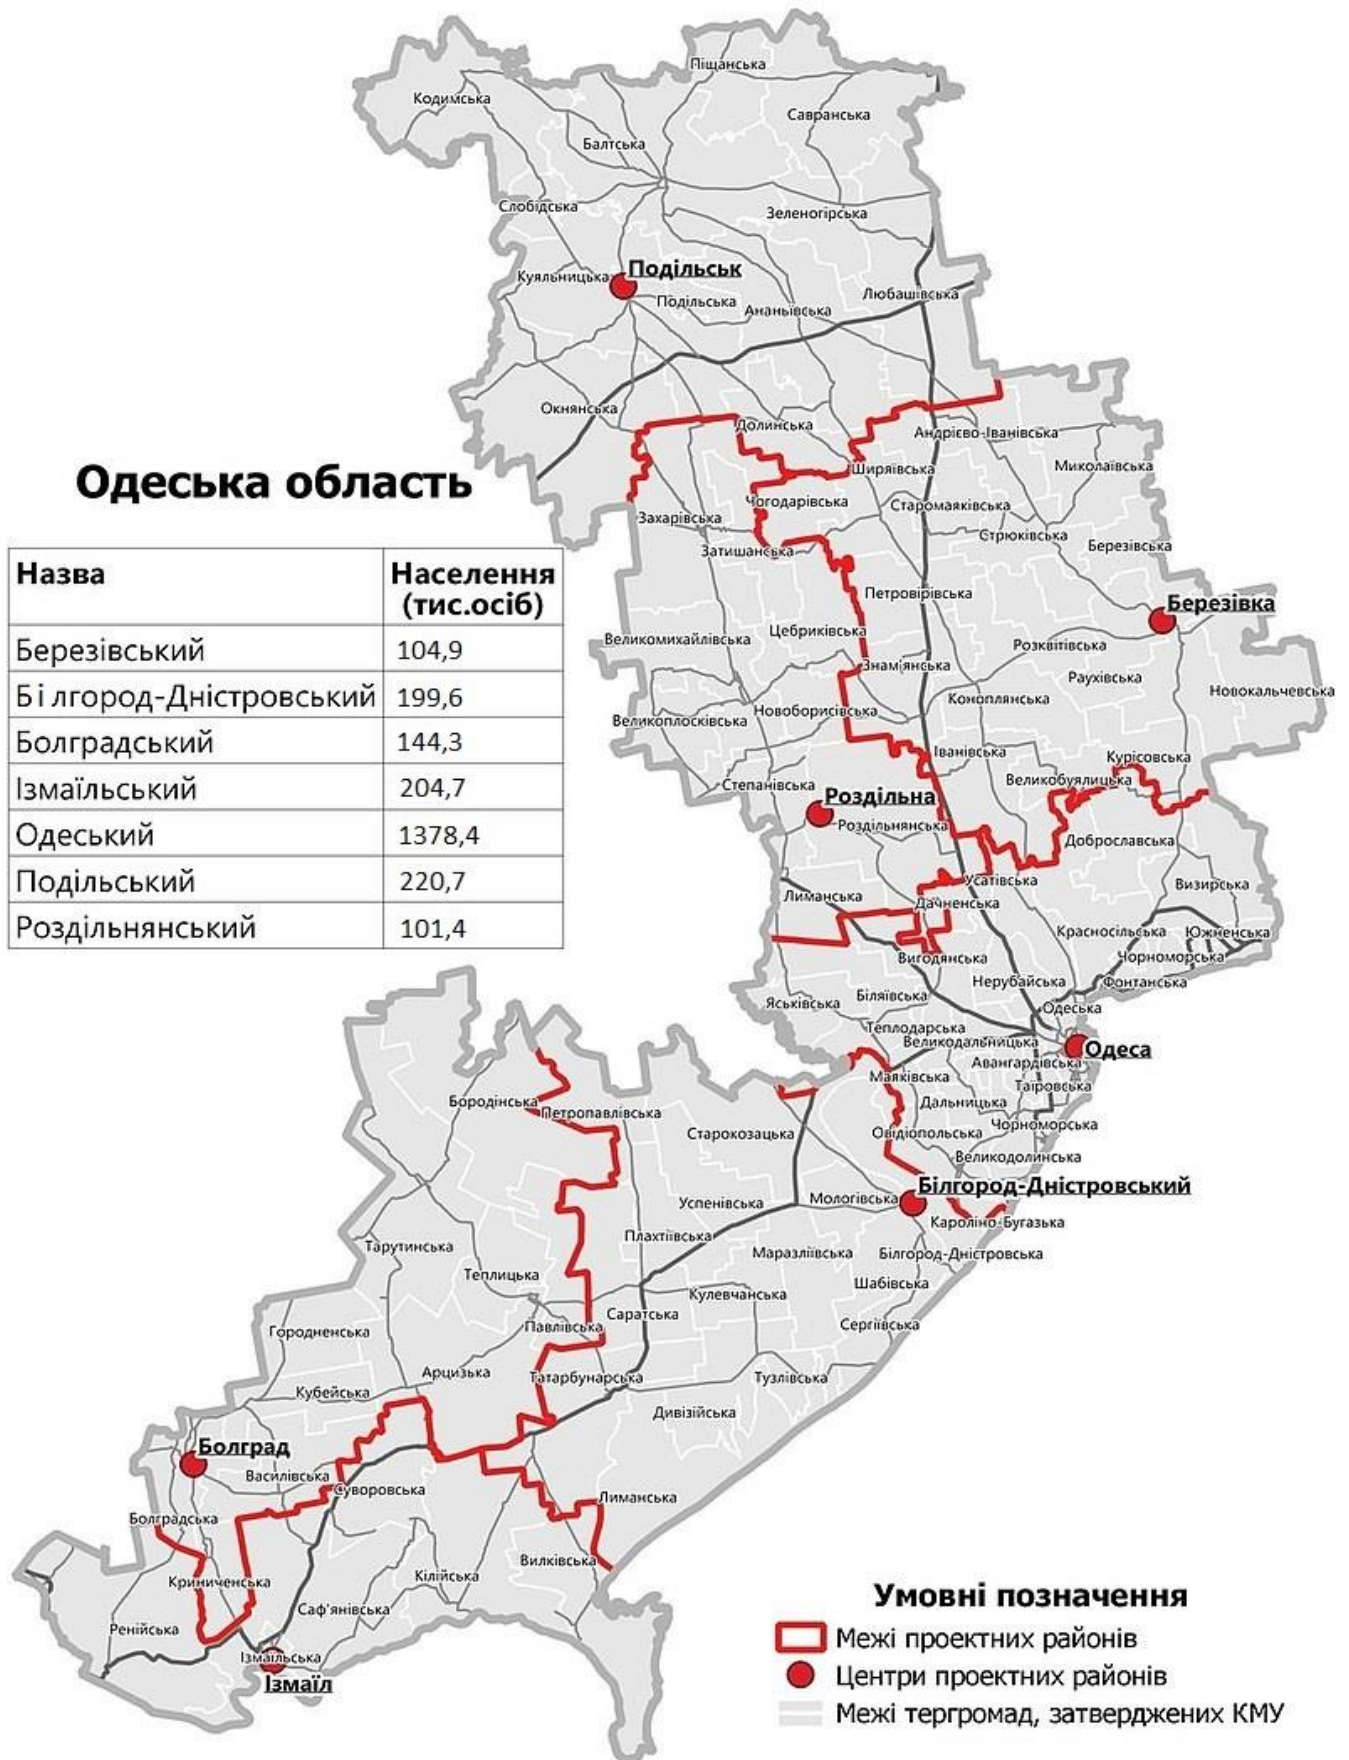 Піщанська
Кодимська
Савранська
Балтська
Слобідська
Зеленогірська
Подільськ
Куяльницька
Подільська
Любашівська
Ананьївська
Окнянська
Долинська
Андрієво-Іванівська
Ширяївська
Миколаївська
Одеська область
Чогодарівська
Старомаяківська
Захарівська
Стрюківська
Березівська
Затишанська
Назва Населення
(тис.осіб)
Березівський 104,9
Бі лгород-Дністровський 199,6
Болградський 144,3
Ізмаїльський 204,7
Одеський 1378,4
Подільський 220,7
Роздільнянський 101,4
Петровірівська
Березівка
Цебриківська
Великомихайлівська
Розквітівська
Знам'янська
Раухівська
Новокальчевська
Коноплянська
Новоборисівська
Великоплосківська
Іванівська
Курісовська
Великобуялицька
Степанівська
Роздільна
Роздільнянська
Доброславська
Усатівська
Визирська
Лиманська
Дачненська
Красносільська
Южненська
Вигодянська
Чорноморська
Нерубайська
Фонтанська
Біляївська
Яськівська
Одеська
Теплодарська
Великодальницька
Одеса
Авангардівська
Маяківська
Таїровська
Дальницька
Бородінська
Петропавлівська
Чорноморська
Старокозацька
Овідіопольська
Великодолинська
Білгород-Дністровський
Мологівська
Успенівська
Кароліно-Бугазька
Плахтіївська
Тарутинська
Маразліївська
Білгород-Дністровська
Теплицька
Шабівська
Кулевчанська
Саратська
Павлівська
Сергіївська
Городненська
Арцизька
Татарбунарська
Тузлівська
Кубейська
Дивізійська
Болград
Василівська
Суворовська
Лиманська
Болградська
Вилківська
Кілійська
Криниченська
Саф'янівська
Ренійська
Ізмаїльська
Ізмаїл
Умовні позначення
Межі проектних районів
Центри проектних районів
Межі тергромад, затверджених КМУ